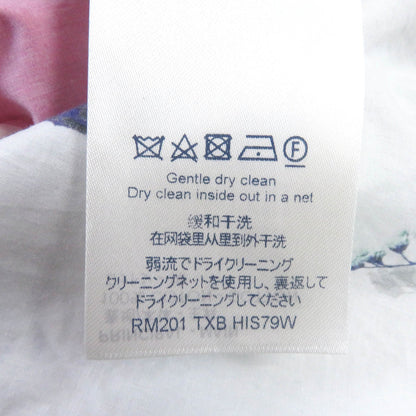 Gentle dry clean
Dry clean inside out in a net
缓和干洗
在网袋里从里到外干洗
弱流でドライクリーニング
クリーニングネットを使用し、裏返して
ドライクリーニングしてください
RM201 TXB HIS79W